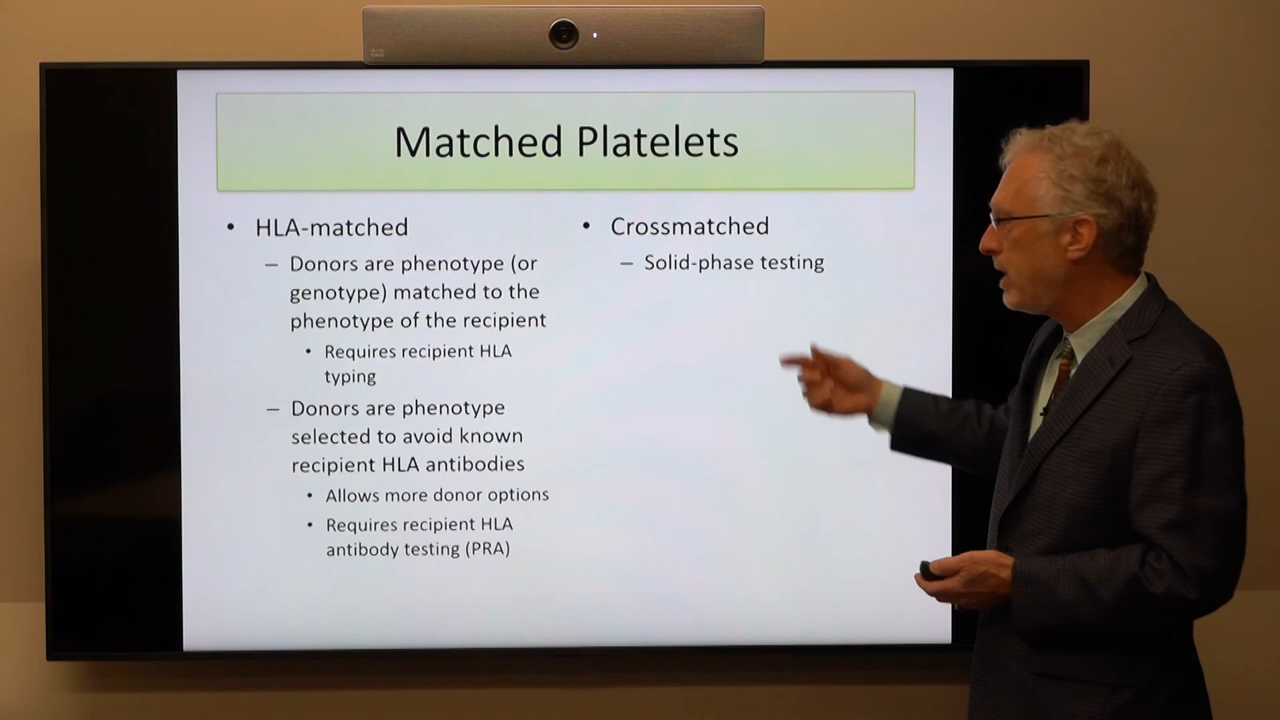 Matched Platelets
• HLA-matched
– Donors are phenotype (or
genotype) matched to the
phenotype of the recipient
• Requires recipient HLA
typing
– Donors are phenotype
selected to avoid known
recipient HLA antibodies
• Allows more donor options
• Requires recipient HLA
antibody testing (PRA)
• Crossmatched
– Solid-phase testing